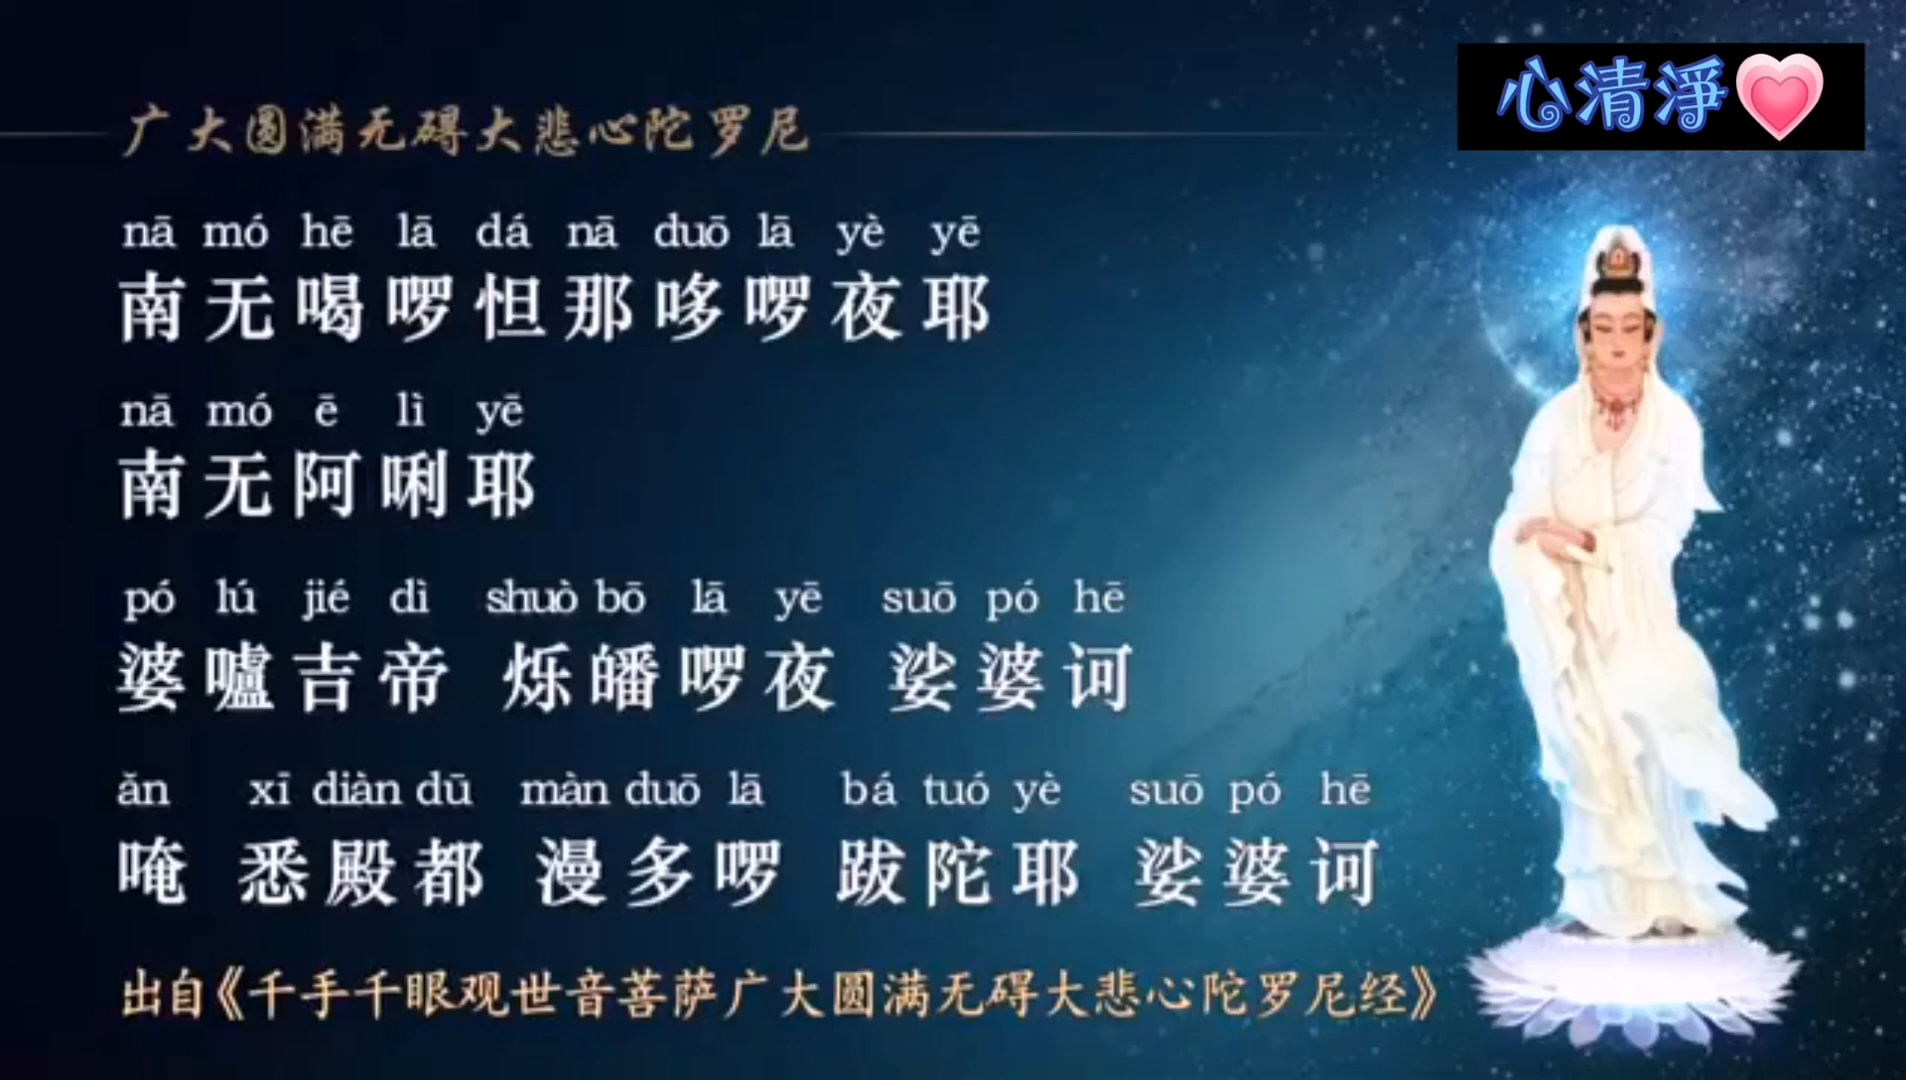 心清淨
广大圆满无碍大悲心陀罗尼
nā mó hē lā dá nā duō lā yè yē
南无喝啰怛那哆啰夜耶
nā mó ē lì yē
南无阿唎耶
pó lú jié dì shuò bō lā yē suō pó hē
婆嚧吉帝 烁皤啰夜 娑婆诃
ǎn xī diàn dū màn duō lā bá tuó yè suō pó hē
唵 悉殿都 漫多啰 跋陀耶 娑婆诃
出自《千手千眼观世音菩萨广大圆满无碍大悲心陀罗尼经》